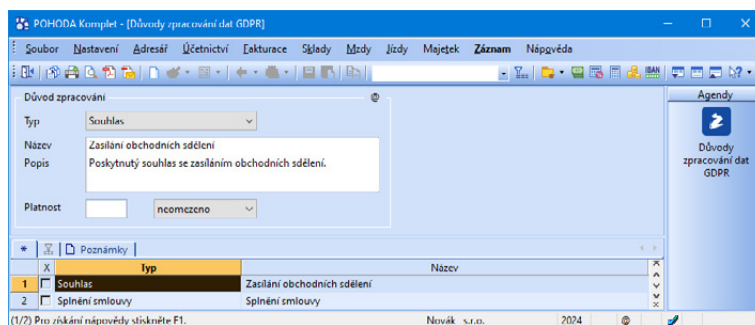 POHODA Komplet - [Důvody zpracování dat GDPR]
Soubor Nastavení Adresář Účetnictví Fakturace Sklady Mzdy Jízdy Majetek Záznam Nápověda
IBAN
Důvod zpracování @
Typ Souhlas
Název Zasílání obchodních sdělení
Popis Poskytnutý souhlas se zasíláním obchodních sdělení.
Platnost neomezeno
Agendy
Důvody
zpracování dat
GDPR
* Poznámky
X Typ Název
1 Souhlas Zasílání obchodních sdělení
2 Splnění smlouvy Splnění smlouvy
(1/2) Pro získání nápovědy stiskněte F1. Novák s.r.o. 2024 @